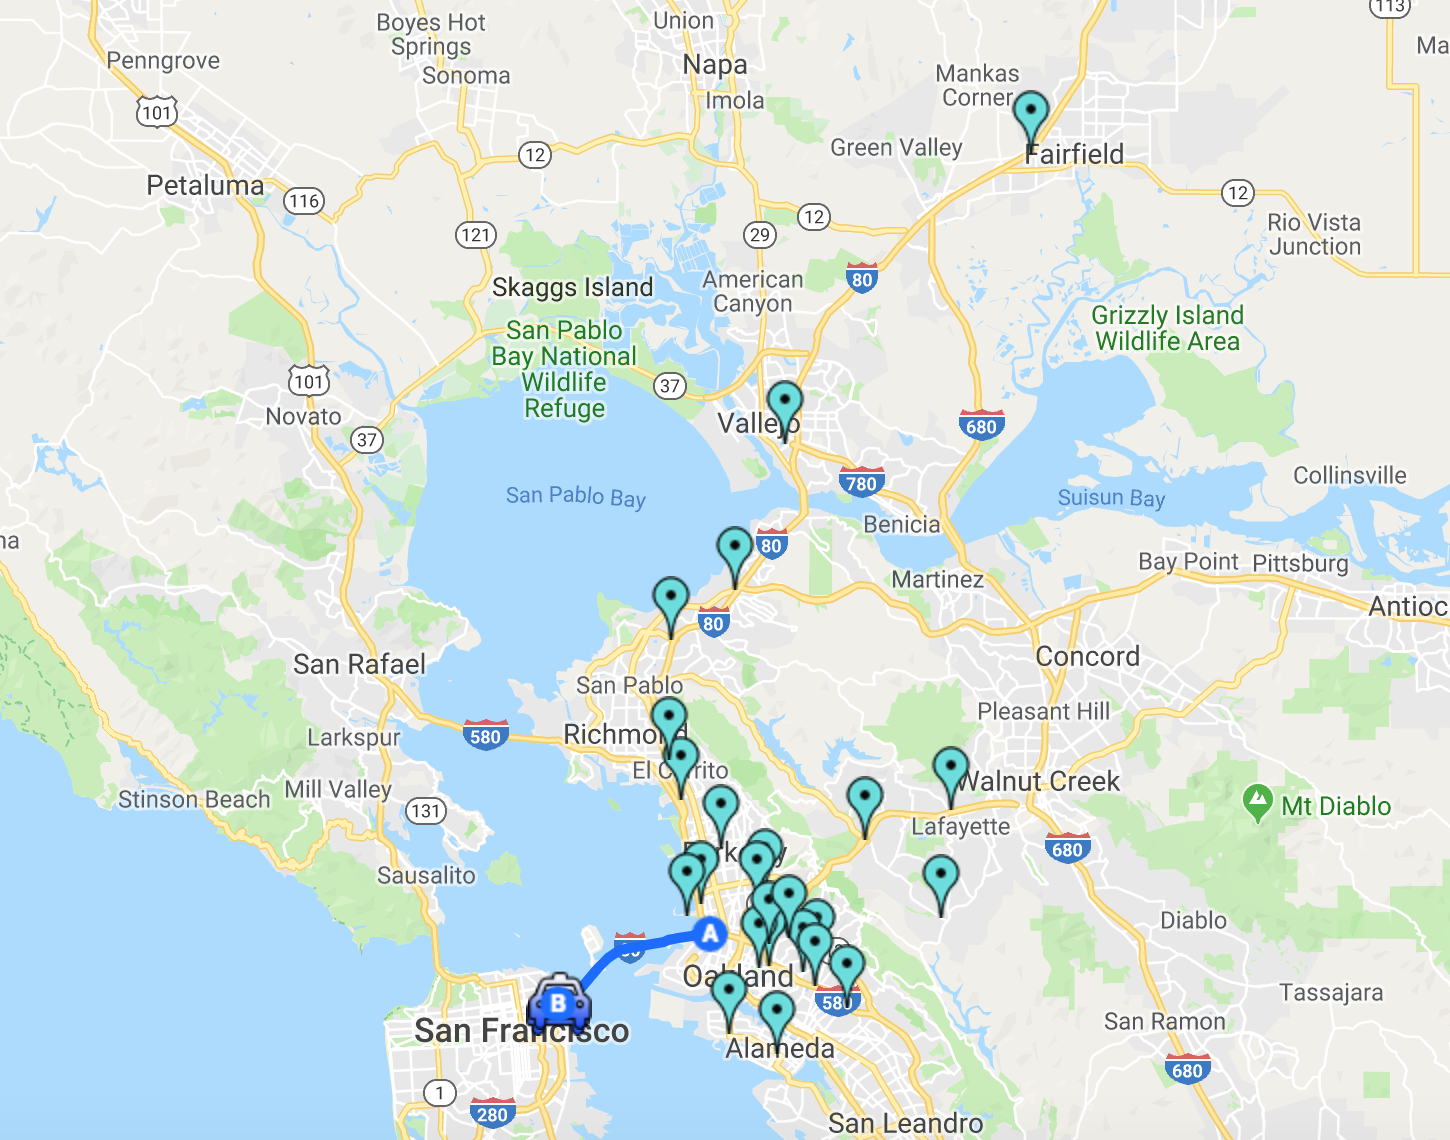 113
Boyes Hot
Springs
Union
Penngrove
Sonoma
Napa
Mankas
Corner
Imola
101
12
Green Valley
Fairfield
Petaluma
116
12
12
121
29
Rio Vista
Junction
80
American
Canyon
Skaggs Island
San Pablo
Bay National
Wildlife
Refuge
Grizzly Island
Wildlife Area
101
37
Novato
Vallejo
680
37
780
Collinsville
San Pablo Bay
Suisun Bay
Benicia
80
Bay Point
Pittsburg
Martinez
Antioc
80
San Rafael
Concord
San Pablo
Pleasant Hill
Richmond
Larkspur
580
El Cerrito
Walnut Creek
Mill Valley
Stinson Beach
131
Mt Diablo
Lafayette
680
Sausalito
Diablo
A
80
Oakland
580
B
Tassajara
San Francisco
San Ramon
Alameda
680
1
280
San Leandro